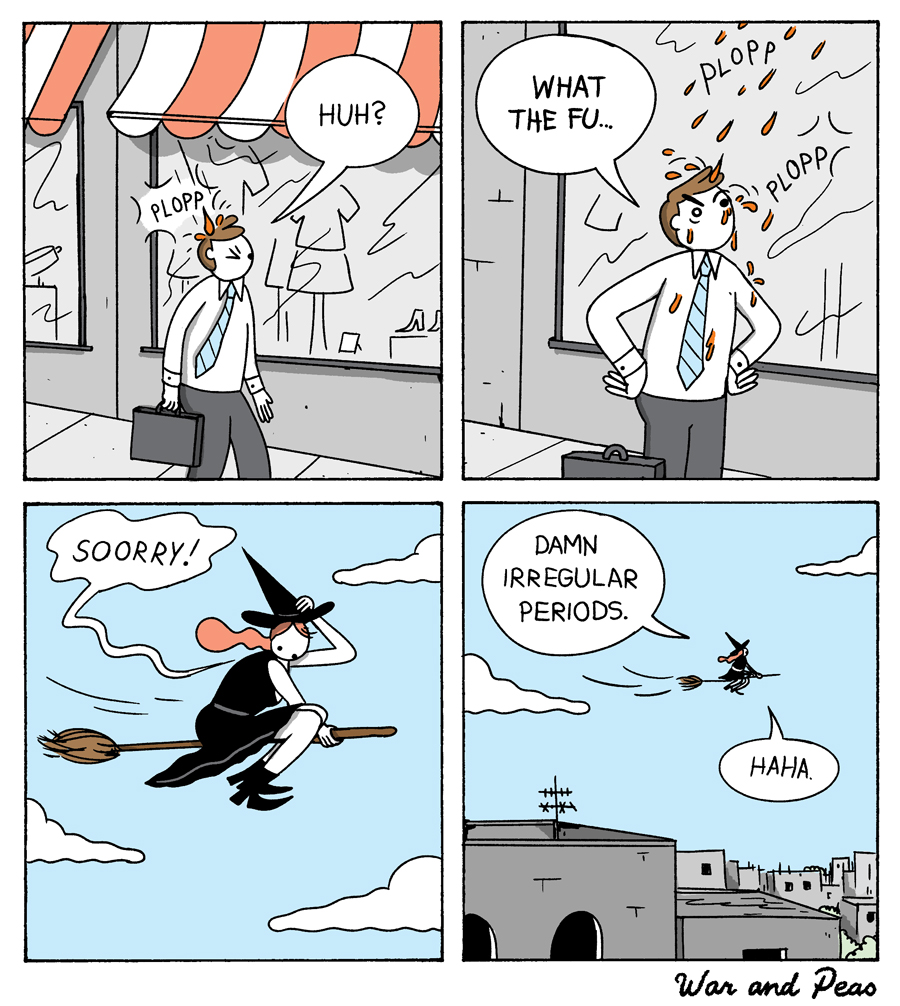 HUH?
PLOPP
WHAT
THE FU...
PLOPP
PLOPP
SOORRY!
DAMN
IRREGULAR
PERIODS.
HAHA.
War and Peas